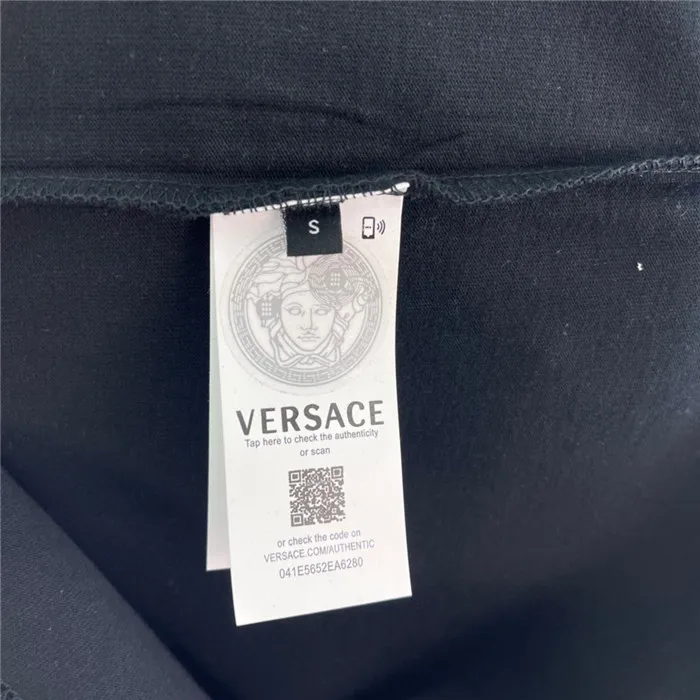 S
VERSACE
Tap here to check the authenticity
or scan
or check the code on
VERSACE.COM/AUTHENTIC
041E5652EA6280